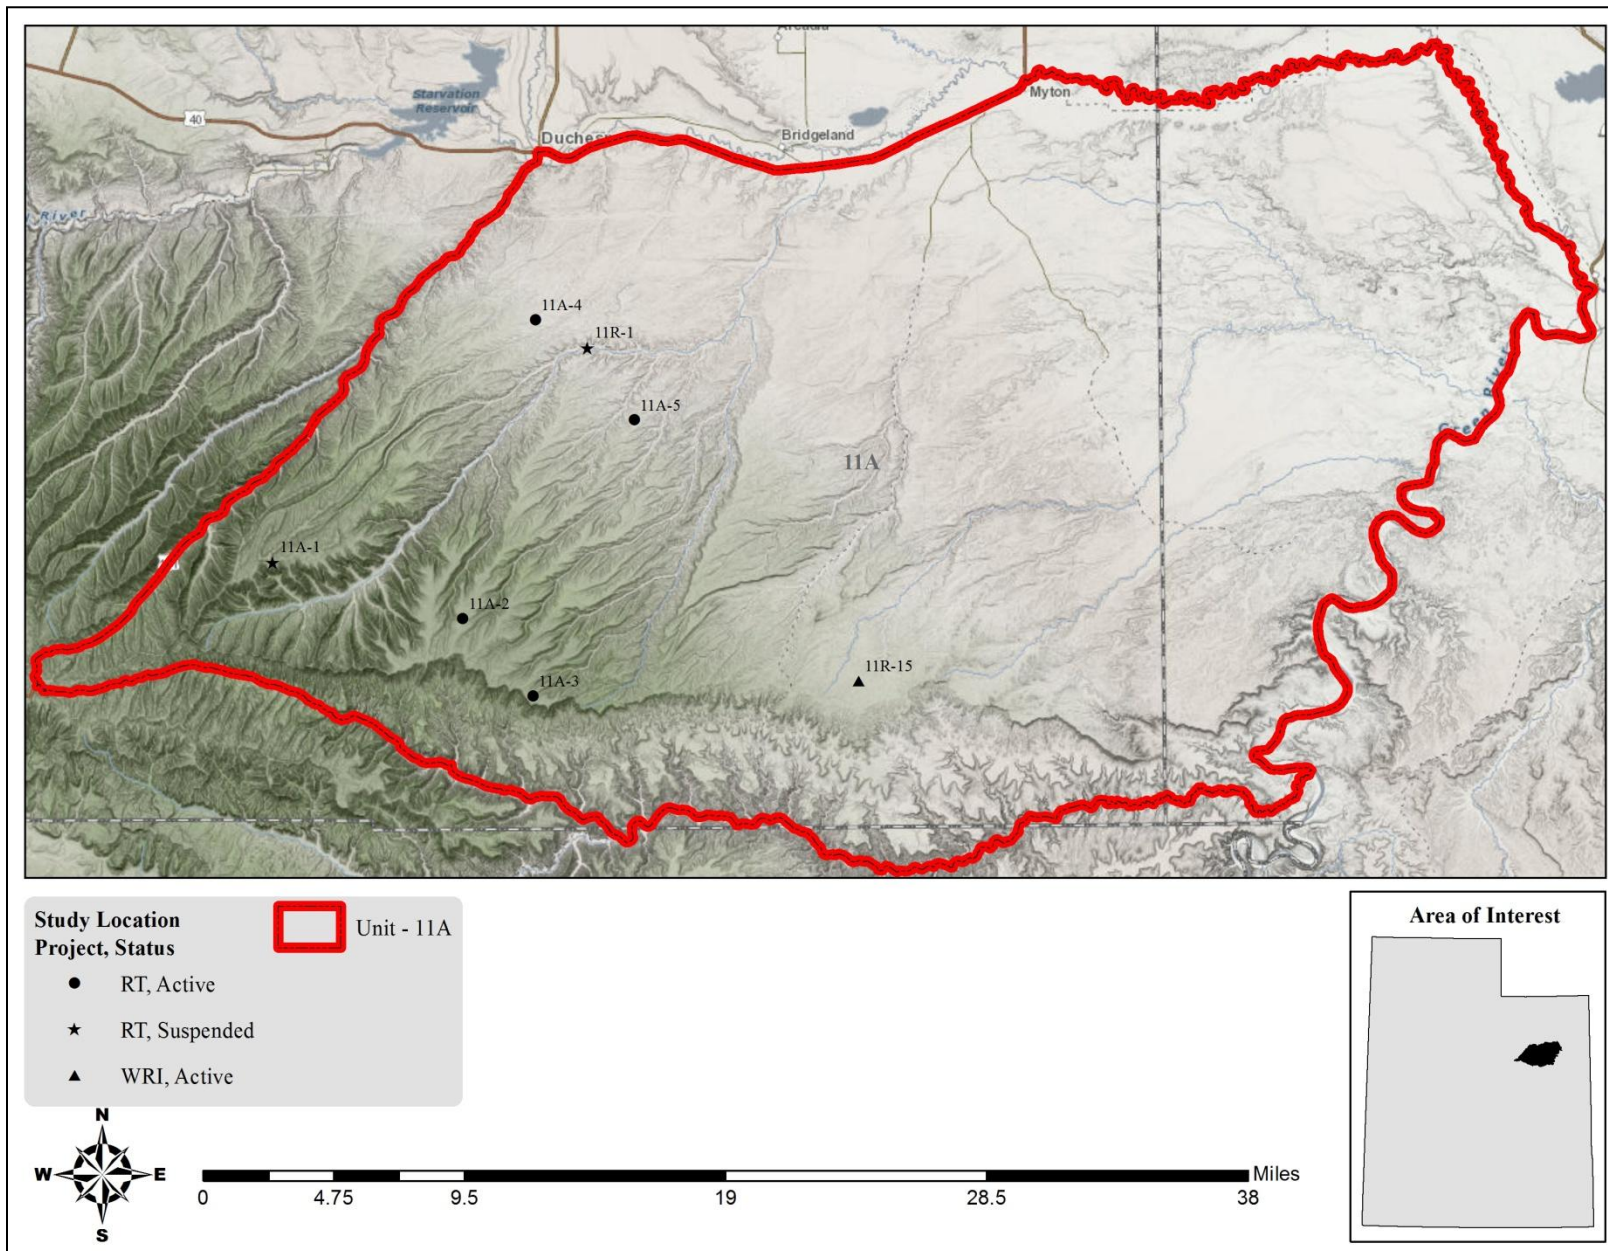 Arcadia
Starvation
Reservoir
40
Myton
Duchesn
Bridgeland
River
11A-4
11R-1
11A-5
Green River
11A
11A-1
11A-2
11R-15
11A-3
Study Location
Project, Status
Unit - 11A
RT, Active
RT, Suspended
WRI, Active
Area of Interest
N
W E
S
Miles
0 4.75 9.5 19 28.5 38